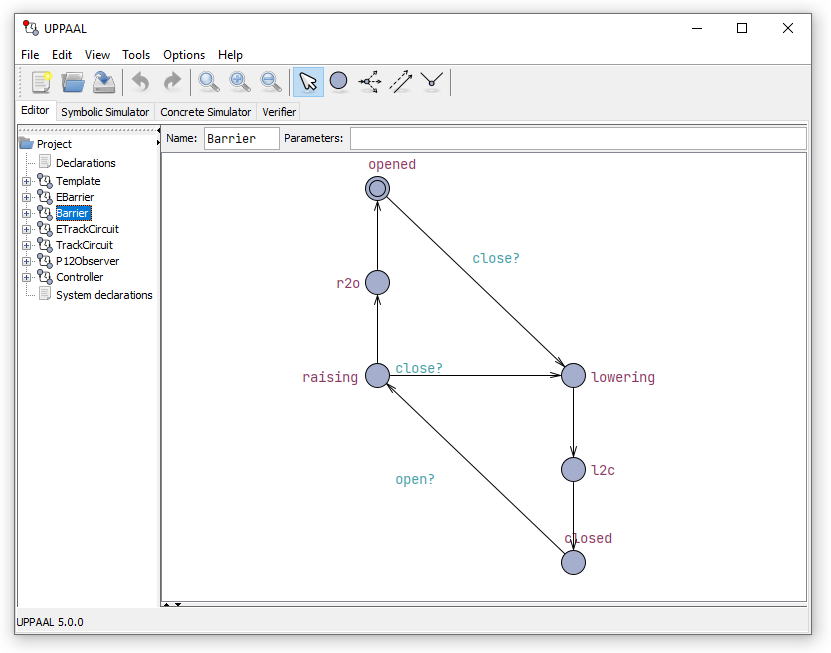 UPPAAL
File Edit View Tools Options Help
Editor Symbolic Simulator Concrete Simulator Verifier
Project
Declarations
Template
EBarrier
Barrier
ETrackCircuit
TrackCircuit
P12Observer
Controller
System declarations
Name: Barrier Parameters:
opened
close?
r2o
close?
raising
lowering
l2c
open?
closed
UPPAAL 5.0.0